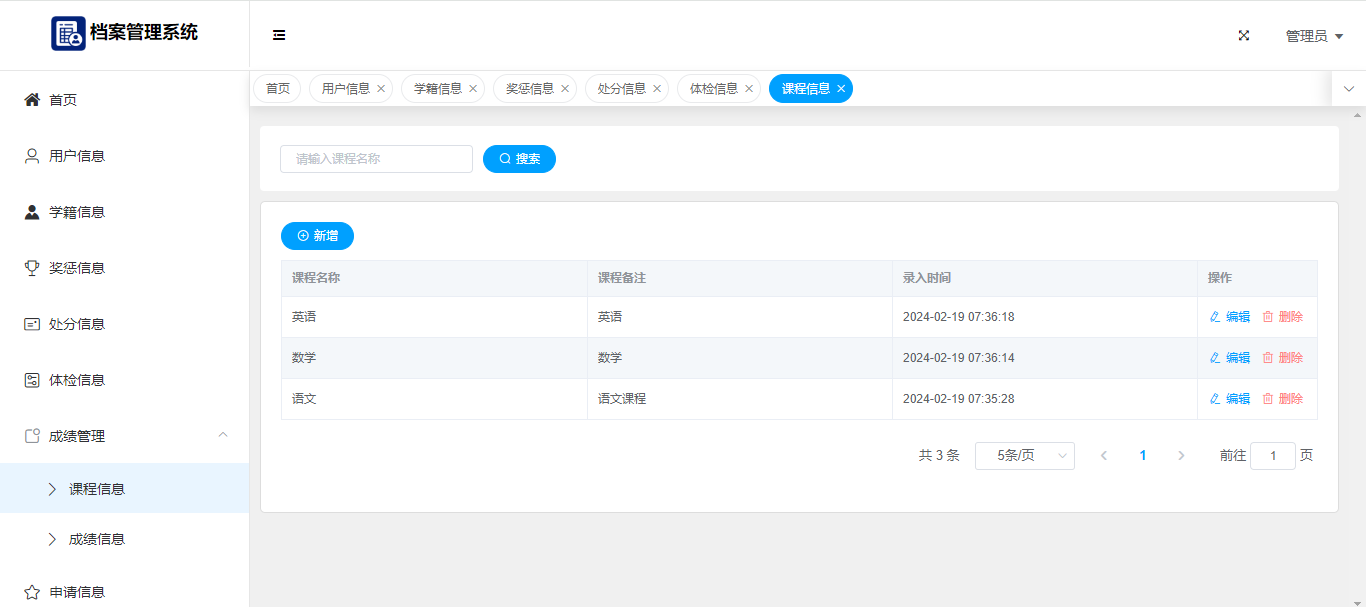 档案管理系统
管理员
首页
用户信息
学籍信息
奖惩信息
处分信息
体检信息
成绩管理
课程信息
成绩信息
申请信息
首页 用户信息 学籍信息 奖惩信息 处分信息 体检信息 课程信息
请输入课程名称 搜索
新增
课程名称 课程备注 录入时间 操作
英语 英语 2024-02-19 07:36:18 编辑 删除
数学 数学 2024-02-19 07:36:14 编辑 删除
语文 语文课程 2024-02-19 07:35:28 编辑 删除
共 3 条 5条/页 1 前往 1 页